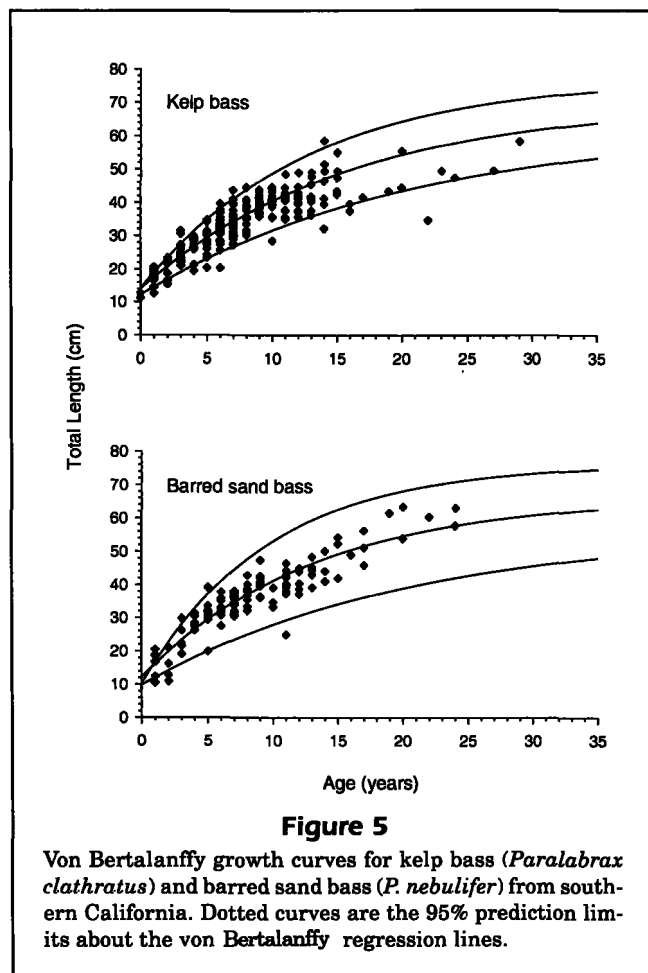 80
Kelp bass
70
60
50
40
30
20
10
0
0 5 10 15 20 25 30 35
Total Length (cm)
80
Barred sand bass
70
60
50
40
30
20
10
0
0 5 10 15 20 25 30 35
Age (years)
Figure 5
Von Bertalanffy growth curves for kelp bass (Paralabrax
clathratus) and barred sand bass (P. nebulifer) from south-
ern California. Dotted curves are the 95% prediction lim-
its about the von Bertalanffy regression lines.